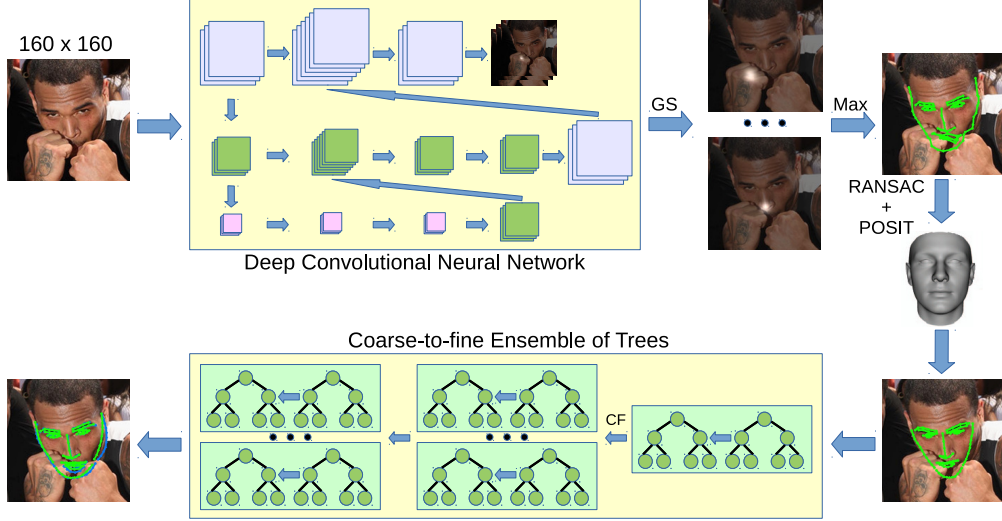 160 x 160
GS
Max
RANSAC
+
POSIT
Deep Convolutional Neural Network
Coarse-to-fine Ensemble of Trees
CF